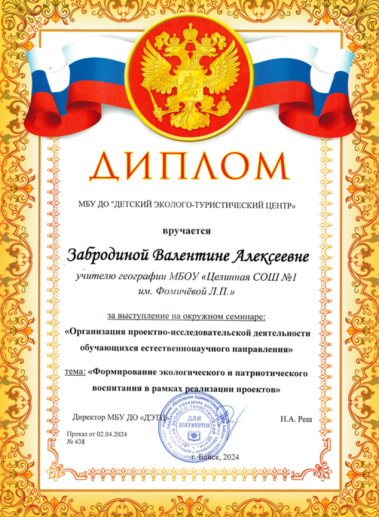 ДИПЛОМ
МБУ ДО "ДЕТСКИЙ ЭКОЛОГО-ТУРИСТИЧЕСКИЙ ЦЕНТР»
вручается
Забродиной Валентине Алексеевне
учителю географии МБОУ «Целинная СОШ №1
им. Фомичёвой Л.П.»
за выступление на окружном семинаре:
«Организация проектно-исследовательской деятельности
обучающихся естественнонаучного направления»
тема: «Формирование экологического и патриотического
воспитания в рамках реализации проектов»
Директор МБУ ДО «ДЭТЦ» Н.А. Реш
Приказ от 02.04.2024
№ 438
ДЛЯ
ДОКУМЕНТОВ
г. Бийск, 2024